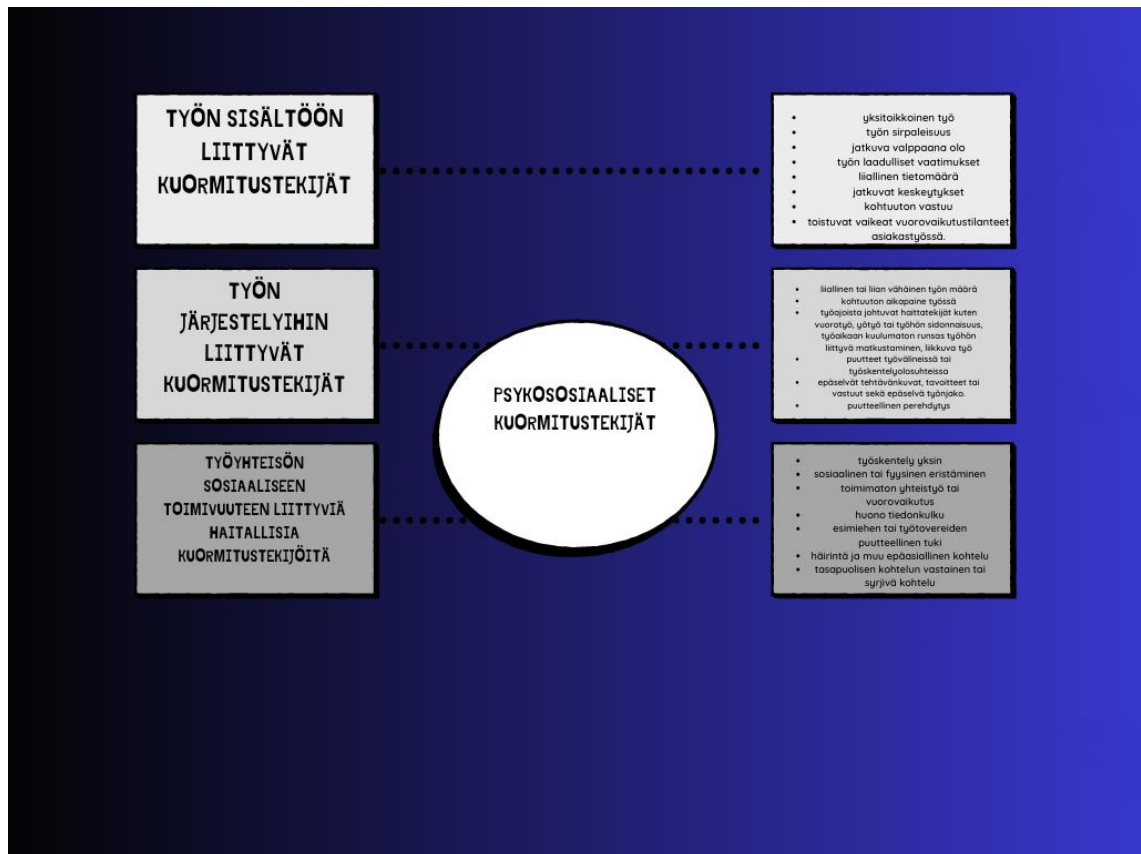 TYÖN SISÄLTÖÖN
LIITTYVÄT
KUORMITUSTEKIJÄT
• yksitoikkoinen työ
• työn sirpaleisuus
• jatkuva valppaana olo
• työn laadulliset vaatimukset
• liiallinen tietomäärä
• jatkuvat keskeytykset
• kohtuuton vastuu
• toistuvat vaikeat vuorovaikutustilanteet
asiakastyössä.
TYÖN
JÄRJESTELYIHIN
LIITTYVÄT
KUORMITUSTEKIJÄT
• liiallinen tai liian vähäinen työn määrä
• kohtuuton aikapaine työssä
• työajoista johtuvat haittatekijät kuten
vuorotyö, yötyö tai työhön sidonnaisuus,
työaikaan kuulumaton runsas työhön
liittyvä matkustaminen, liikkuva työ
• puutteet työvälineissä tai
työskentelyolosuhteissa
• epäselvät tehtävänkuvat, tavoitteet tai
vastuut sekä epäselvä työnjako.
• puutteellinen perehdytys
PSYKOSOSIAALISET
KUORMITUSTEKIJÄT
TYÖYHTEISÖN
SOSIAALISEEN
TOIMIVUUTEEN LIITTYVIÄ
HAITALLISIA
KUORMITUSTEKIJÖITÄ
• työskentely yksin
• sosiaalinen tai fyysinen eristäminen
• toimimaton yhteistyö tai
vuorovaikutus
• huono tiedonkulku
• esimiehen tai työtovereiden
puutteellinen tuki
• häirintä ja muu epäasiallinen kohtelu
• tasapuolisen kohtelun vastainen tai
syrjivä kohtelu